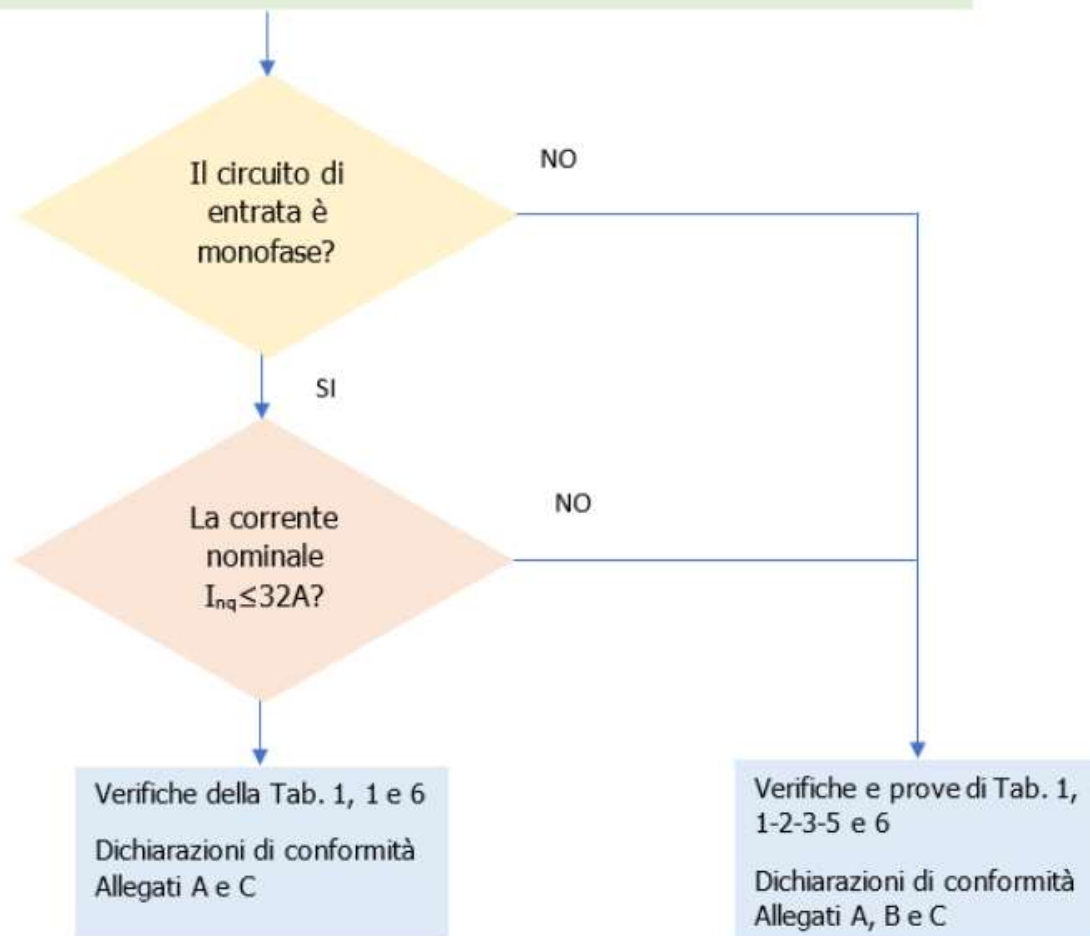 Il circuito di
entrata è
monofase?
NO
SI
La corrente
nominale
Inq≤32A?
NO
Verifiche della Tab. 1, 1 e 6
Dichiarazioni di conformità
Allegati A e C
Verifiche e prove di Tab. 1,
1-2-3-5 e 6
Dichiarazioni di conformità
Allegati A, B e C